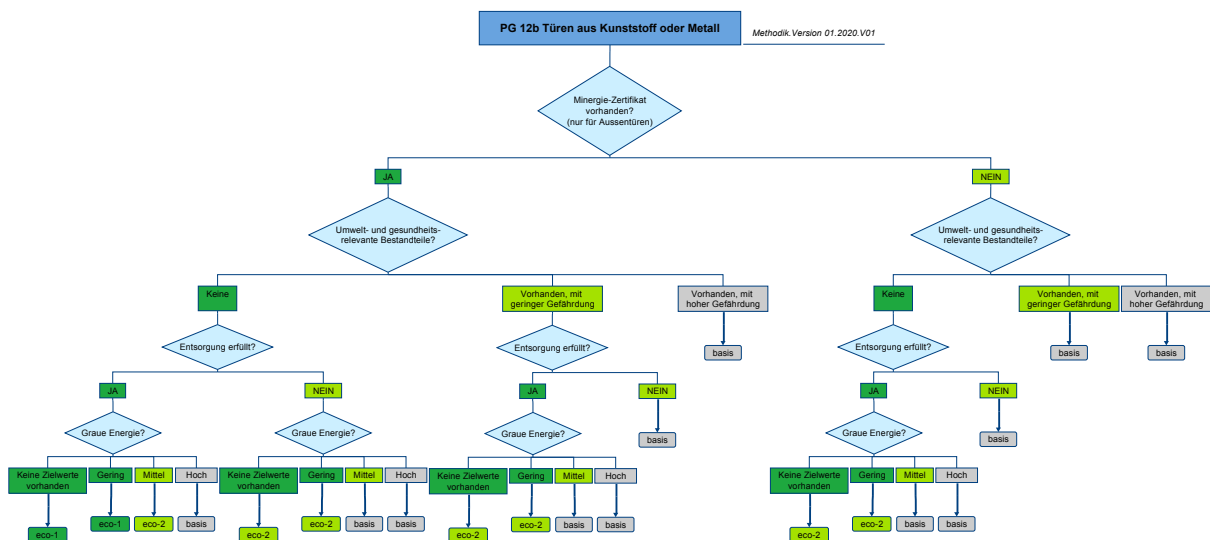 PG 12b Türen aus Kunststoff oder Metall
Methodik.Version 01.2020.V01
Minergie-Zertifikat
vorhanden?
(nur für Aussentüren)
JA
NEIN
Umwelt- und gesundheits-
relevante Bestandteile?
Umwelt- und gesundheits-
relevante Bestandteile?
Keine
Vorhanden, mit
geringer Gefährdung
Vorhanden, mit
hoher Gefährdung
Keine
Vorhanden, mit
geringer Gefährdung
Vorhanden, mit
hoher Gefährdung
Entsorgung erfüllt?
Entsorgung erfüllt?
basis
Entsorgung erfüllt?
basis
basis
JA
NEIN
JA
NEIN
JA
NEIN
Graue Energie?
Graue Energie?
Graue Energie?
basis
Graue Energie?
basis
Keine Zielwerte
vorhanden
Gering
Mittel
Hoch
Keine Zielwerte
vorhanden
Gering
Mittel
Hoch
Keine Zielwerte
vorhanden
Gering
Mittel
Hoch
Keine Zielwerte
vorhanden
Gering
Mittel
Hoch
eco-1
eco-2
basis
eco-2
basis
basis
eco-2
basis
basis
eco-2
basis
basis
eco-1
eco-2
eco-2
eco-2